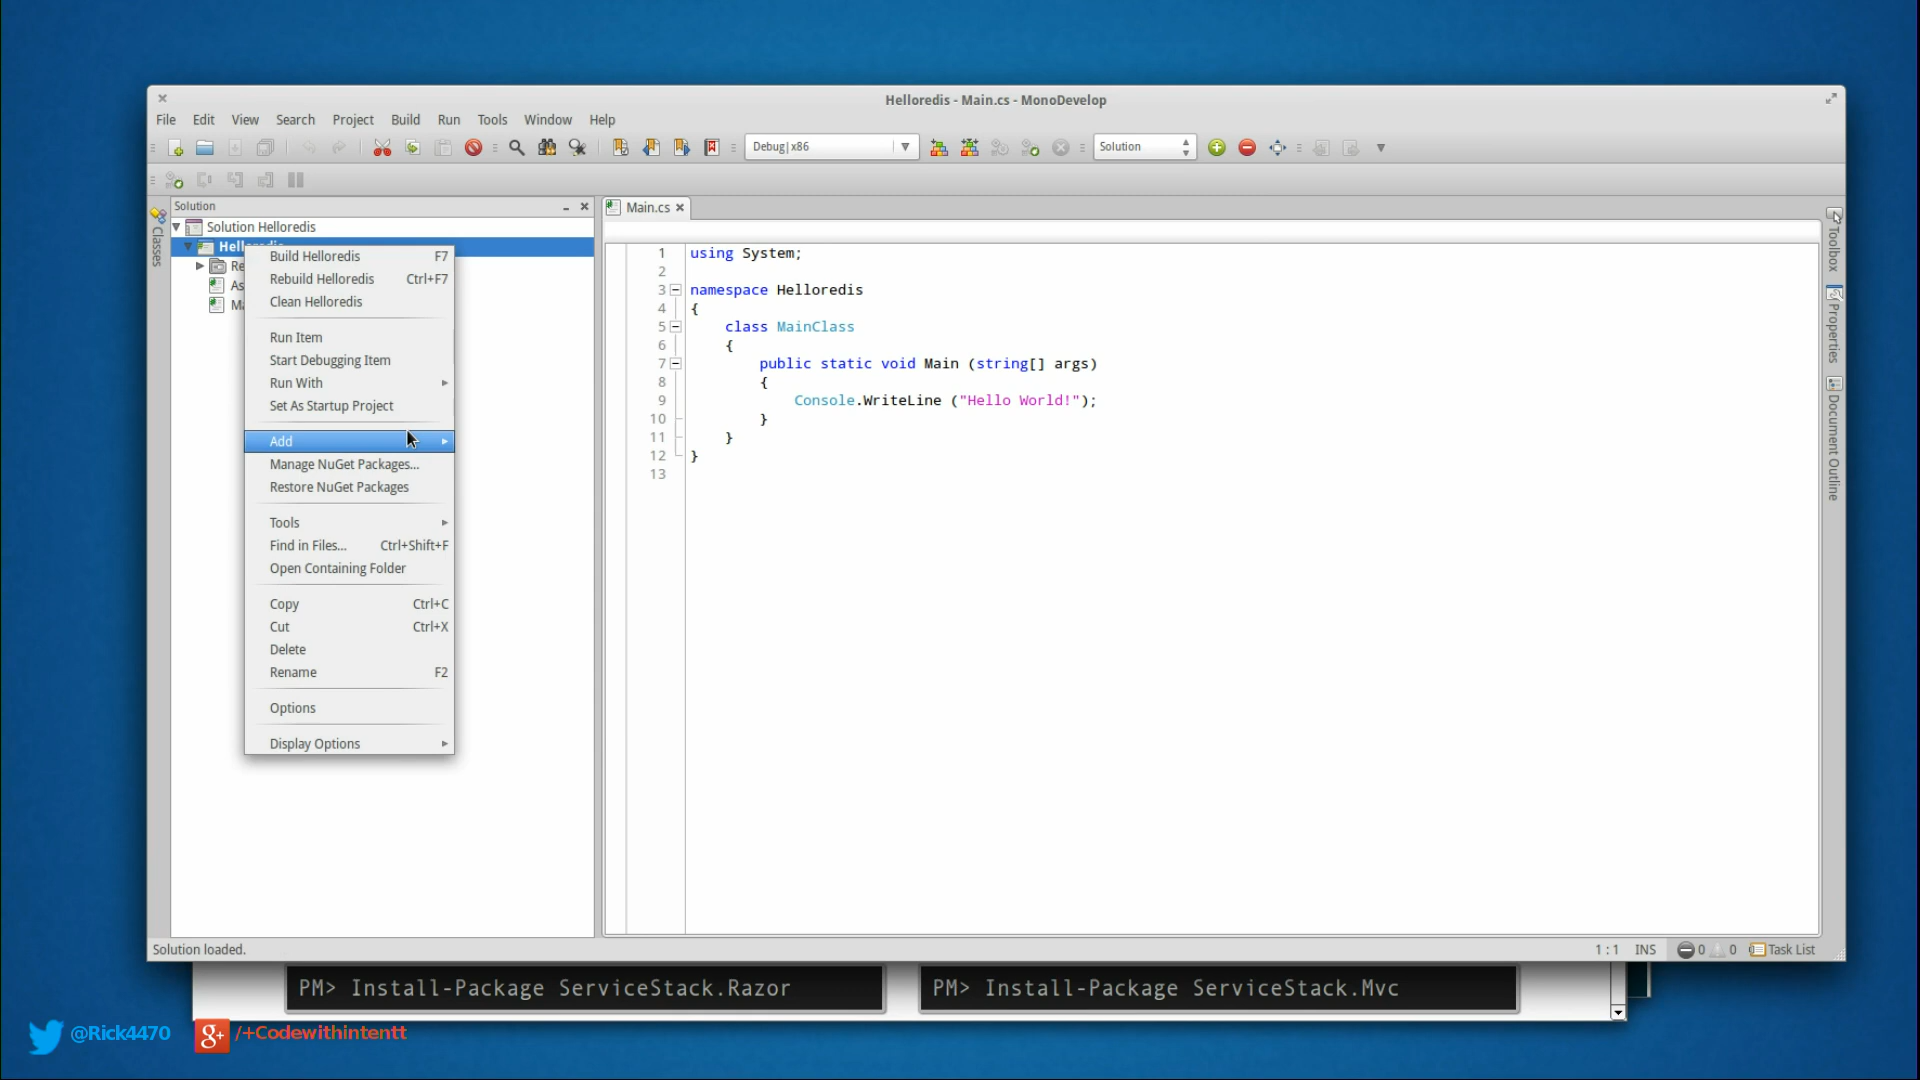 Helloredis - Main.cs - MonoDevelop
File Edit View Search Project Build Run Tools Window Help
Debug|x86
Solution
Solution
Main.cs
Classes
Solution Helloredis
Build Helloredis F7
Rebuild Helloredis Ctrl+F7
Clean Helloredis
Run Item
Start Debugging Item
Run With
Set As Startup Project
Add
Manage NuGet Packages...
Restore NuGet Packages
Tools
Find in Files... Ctrl+Shift+F
Open Containing Folder
Copy Ctrl+C
Cut Ctrl+X
Delete
Rename F2
Options
Display Options
1 using System;
2
3 namespace Helloredis
4 {
5 class MainClass
6 {
7 public static void Main (string[] args)
8 {
9 Console.WriteLine ("Hello World!");
10 }
11 }
12 }
13
Toolbox
Properties
Document Outline
Solution loaded.
1 : 1 INS 0 0 Task List
PM> Install-Package ServiceStack.Razor
PM> Install-Package ServiceStack.Mvc
@Rick4470
g+ /+Codewithintentt